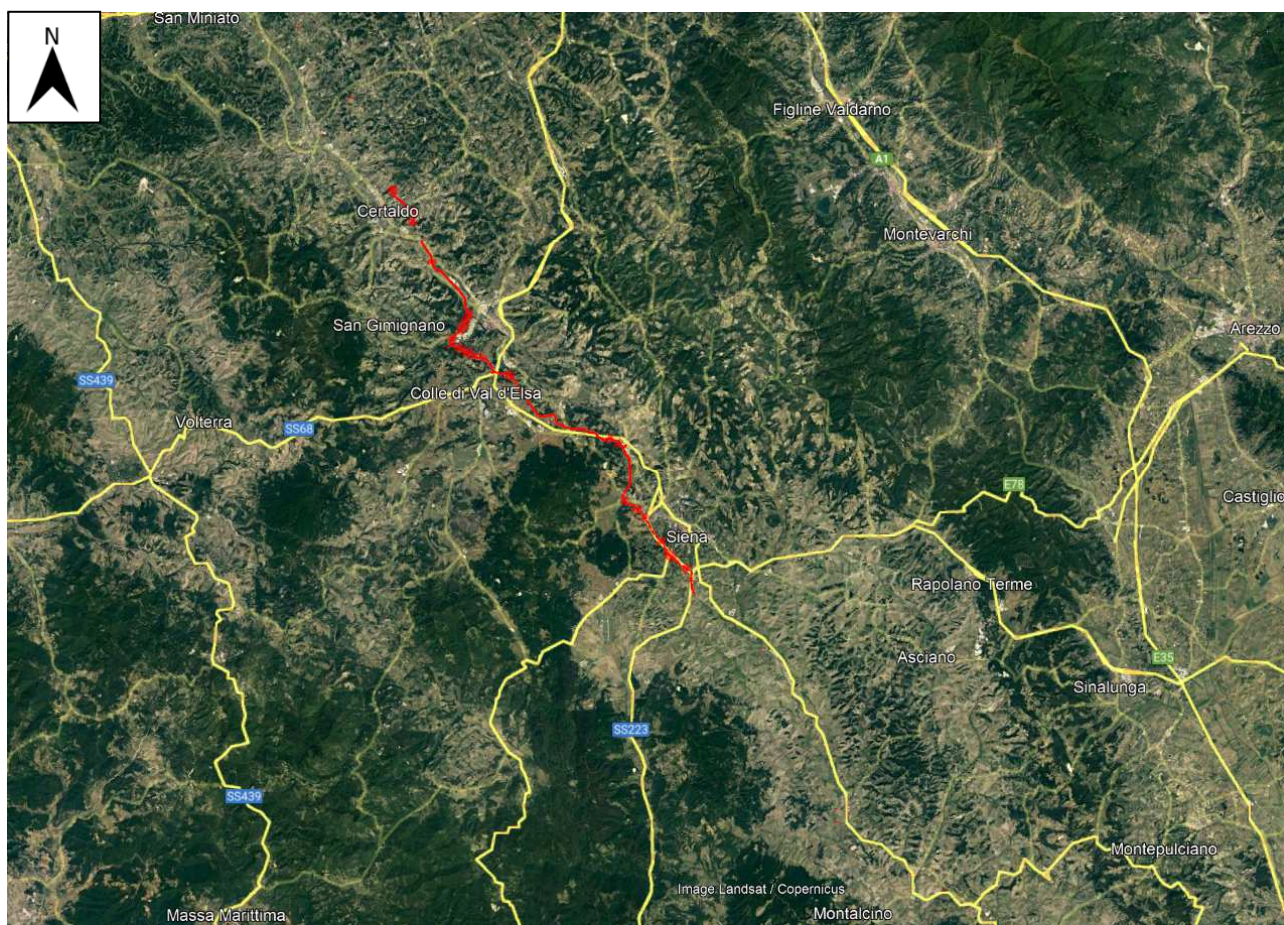 San Miniato
N
Figline Valdarno
A1
Certaldo
Montevarchi
San Gimignano
Arezzo
SS439
Colle di Val d'Elsa
Volterra
SS68
E78
Castiglio
Siena
Rapolano Terme
Asciano
E35
Sinalunga
SS223
SS439
Montepulciano
Image Landsat / Copernicus
Massa Marittima
Montalcino